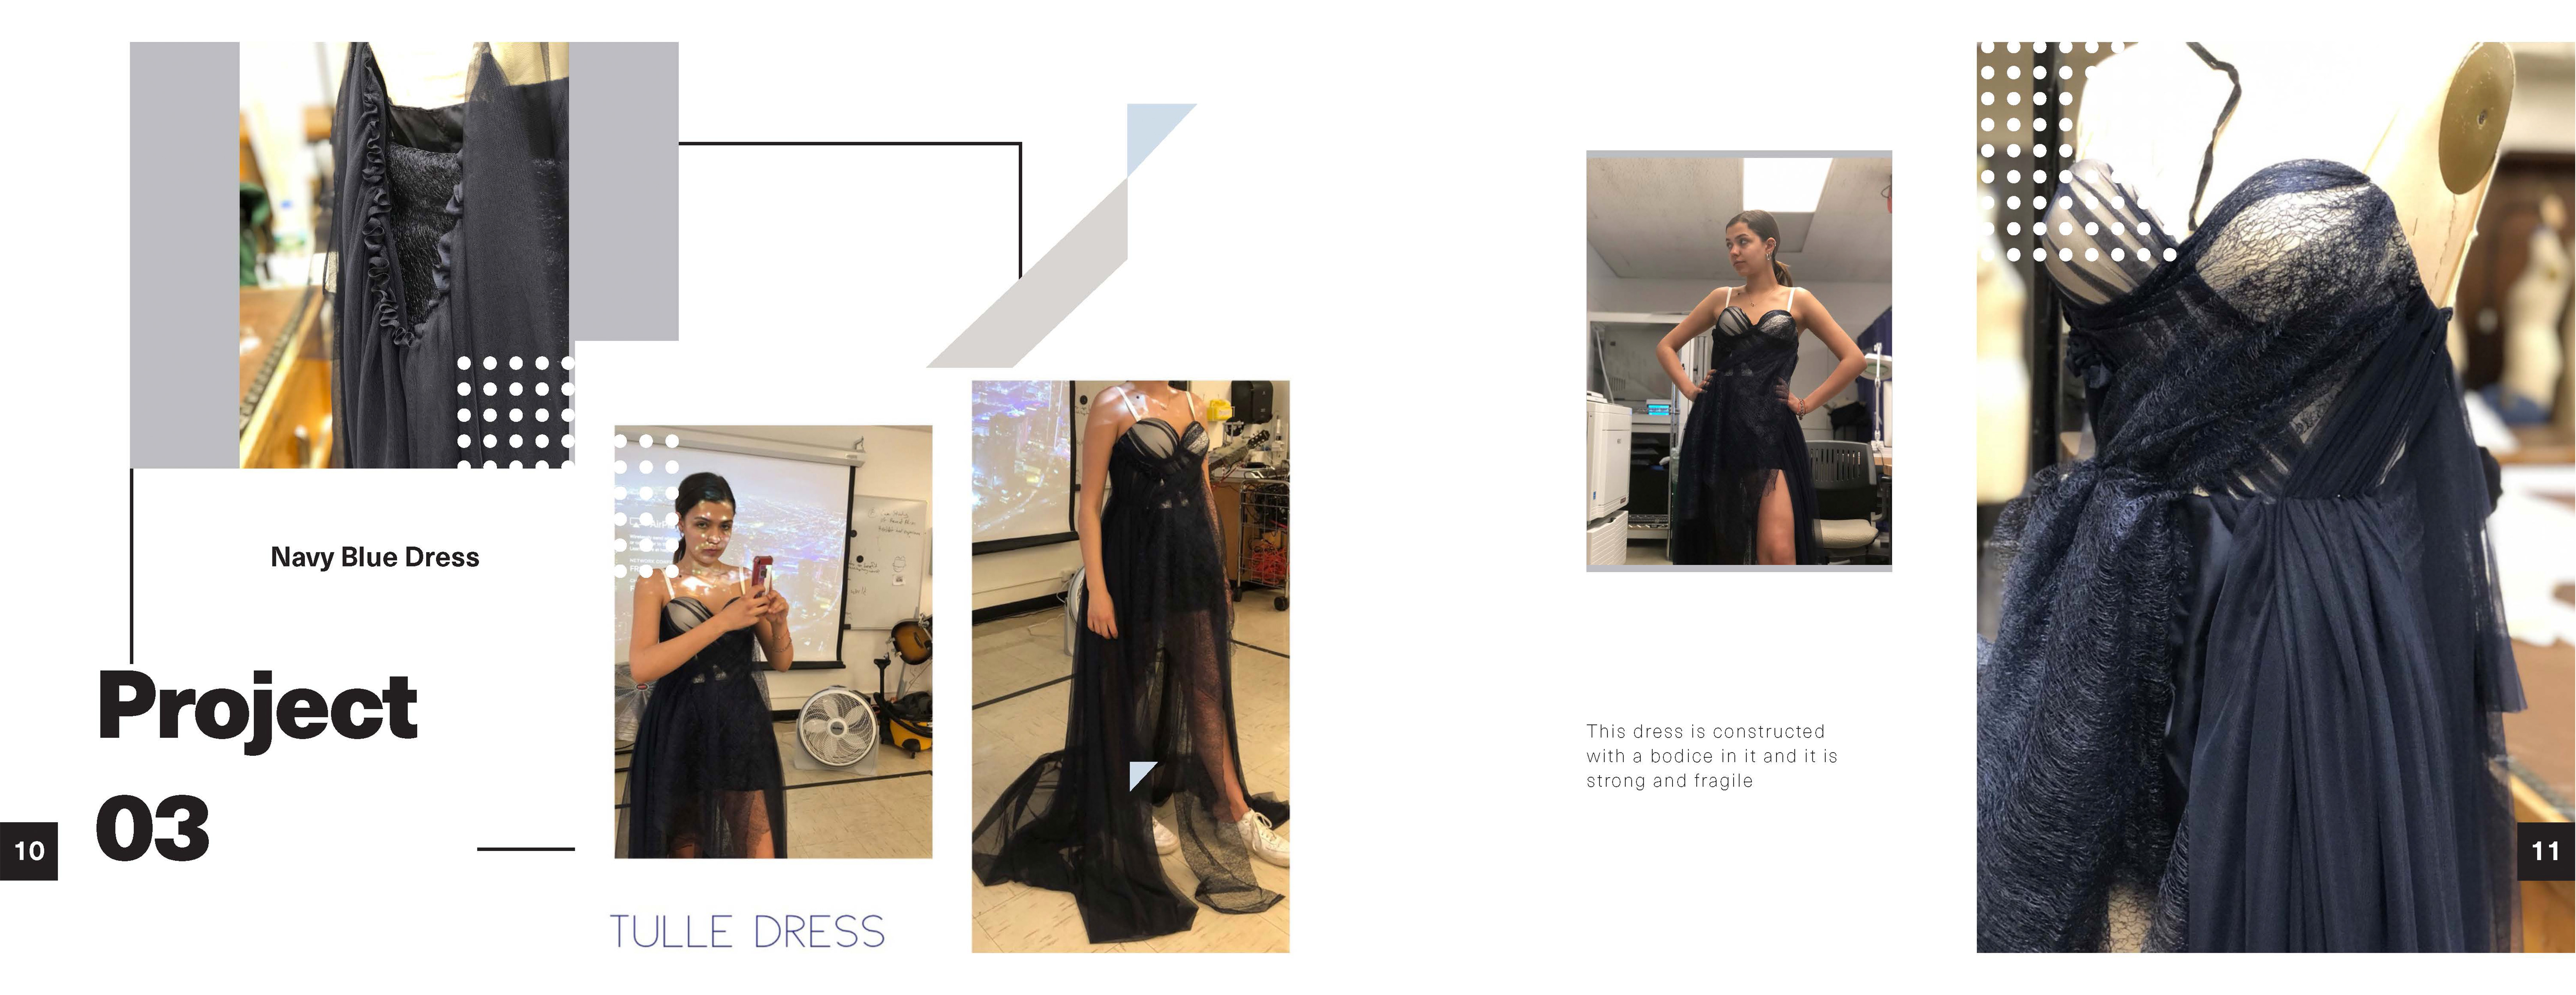 Navy Blue Dress
Project
03
10
TULLE DRESS
This dress is constructed
with a bodice in it and it is
strong and fragile
11